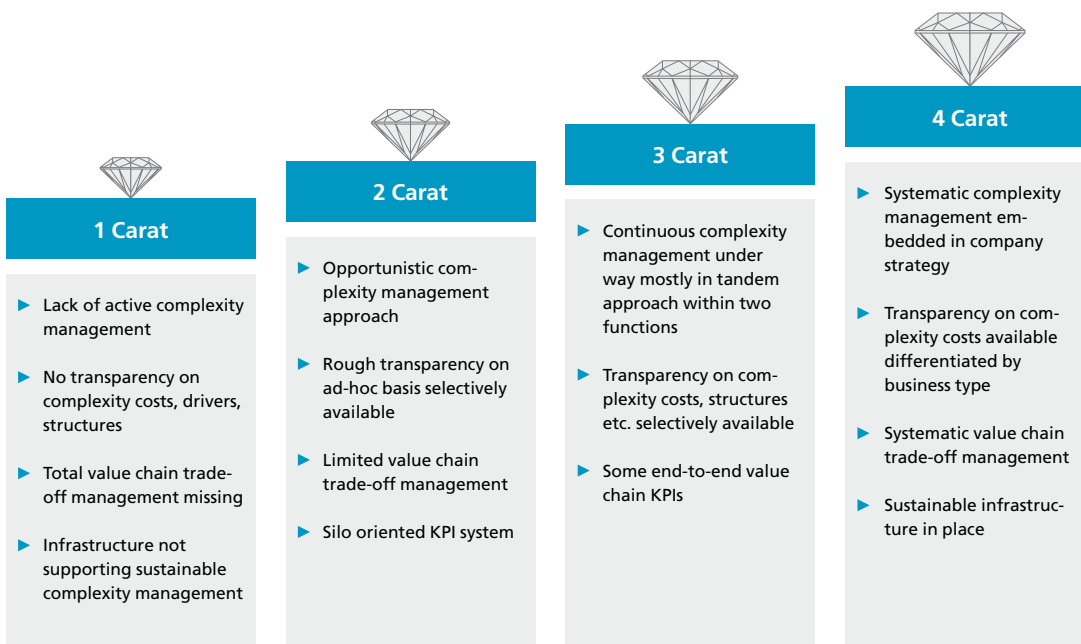 1 Carat
Lack of active complexity
management
No transparency on
complexity costs, drivers,
structures
Total value chain trade-
off management missing
Infrastructure not
supporting sustainable
complexity management
2 Carat
Opportunistic com-
plexity management
approach
Rough transparency on
ad-hoc basis selectively
available
Limited value chain
trade-off management
Silo oriented KPI system
3 Carat
Continuous complexity
management under
way mostly in tandem
approach within two
functions
Transparency on com-
plexity costs, structures
etc. selectively available
Some end-to-end value
chain KPIs
4 Carat
Systematic complexity
management em-
bedded in company
strategy
Transparency on com-
plexity costs available
differentiated by
business type
Systematic value chain
trade-off management
Sustainable infrastruc-
ture in place